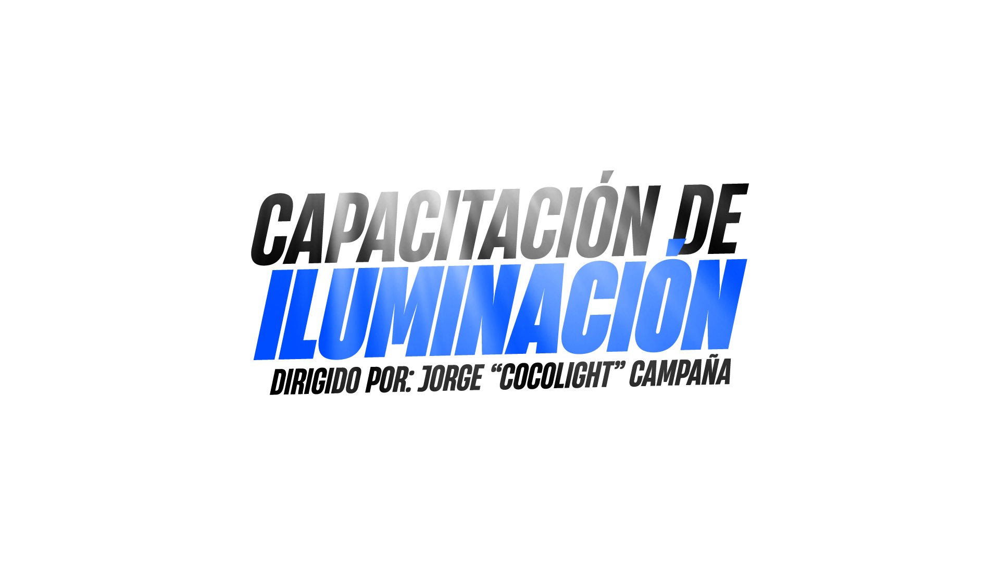 CAPACITACIÓN DE
ILUMINACIÓN
DIRIGIDO POR: JORGE “COCOLIGHT” CAMPAÑA